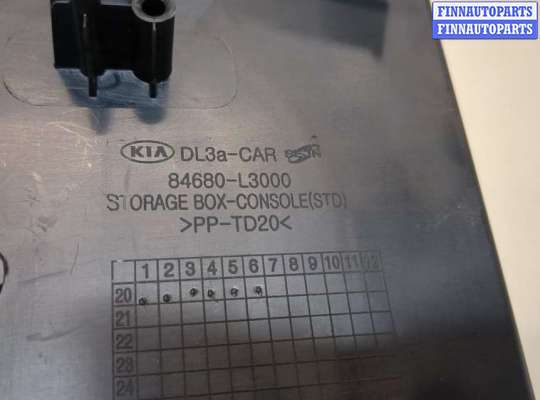 FINNAUTOPARTS
FINNAUTOPARTS
KIA DL3a-CAR
84680-L3000
STORAGE BOX-CONSOLE(STD)
>PP-TD20<
1 2 3 4 5 6 7 8 9 10 11 12
20
21
22
23
24